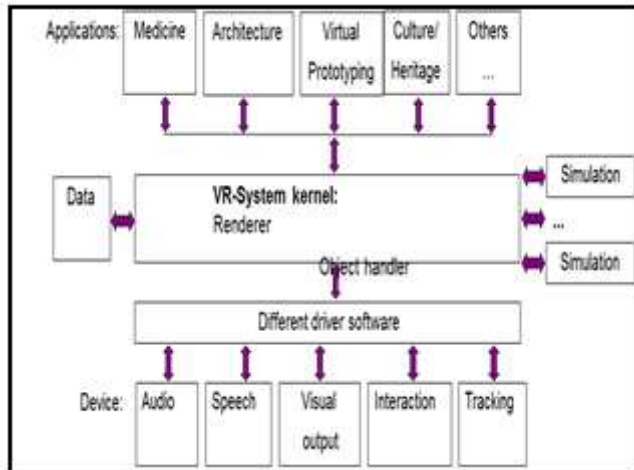 Applications:
Medicine
Architecture
Virtual
Prototyping
Culture/
Heritage
Others
...
Data
VR-System kernel:
Renderer
Object handler
Simulation
...
Simulation
Different driver software
Device:
Audio
Speech
Visual
output
Interaction
Tracking